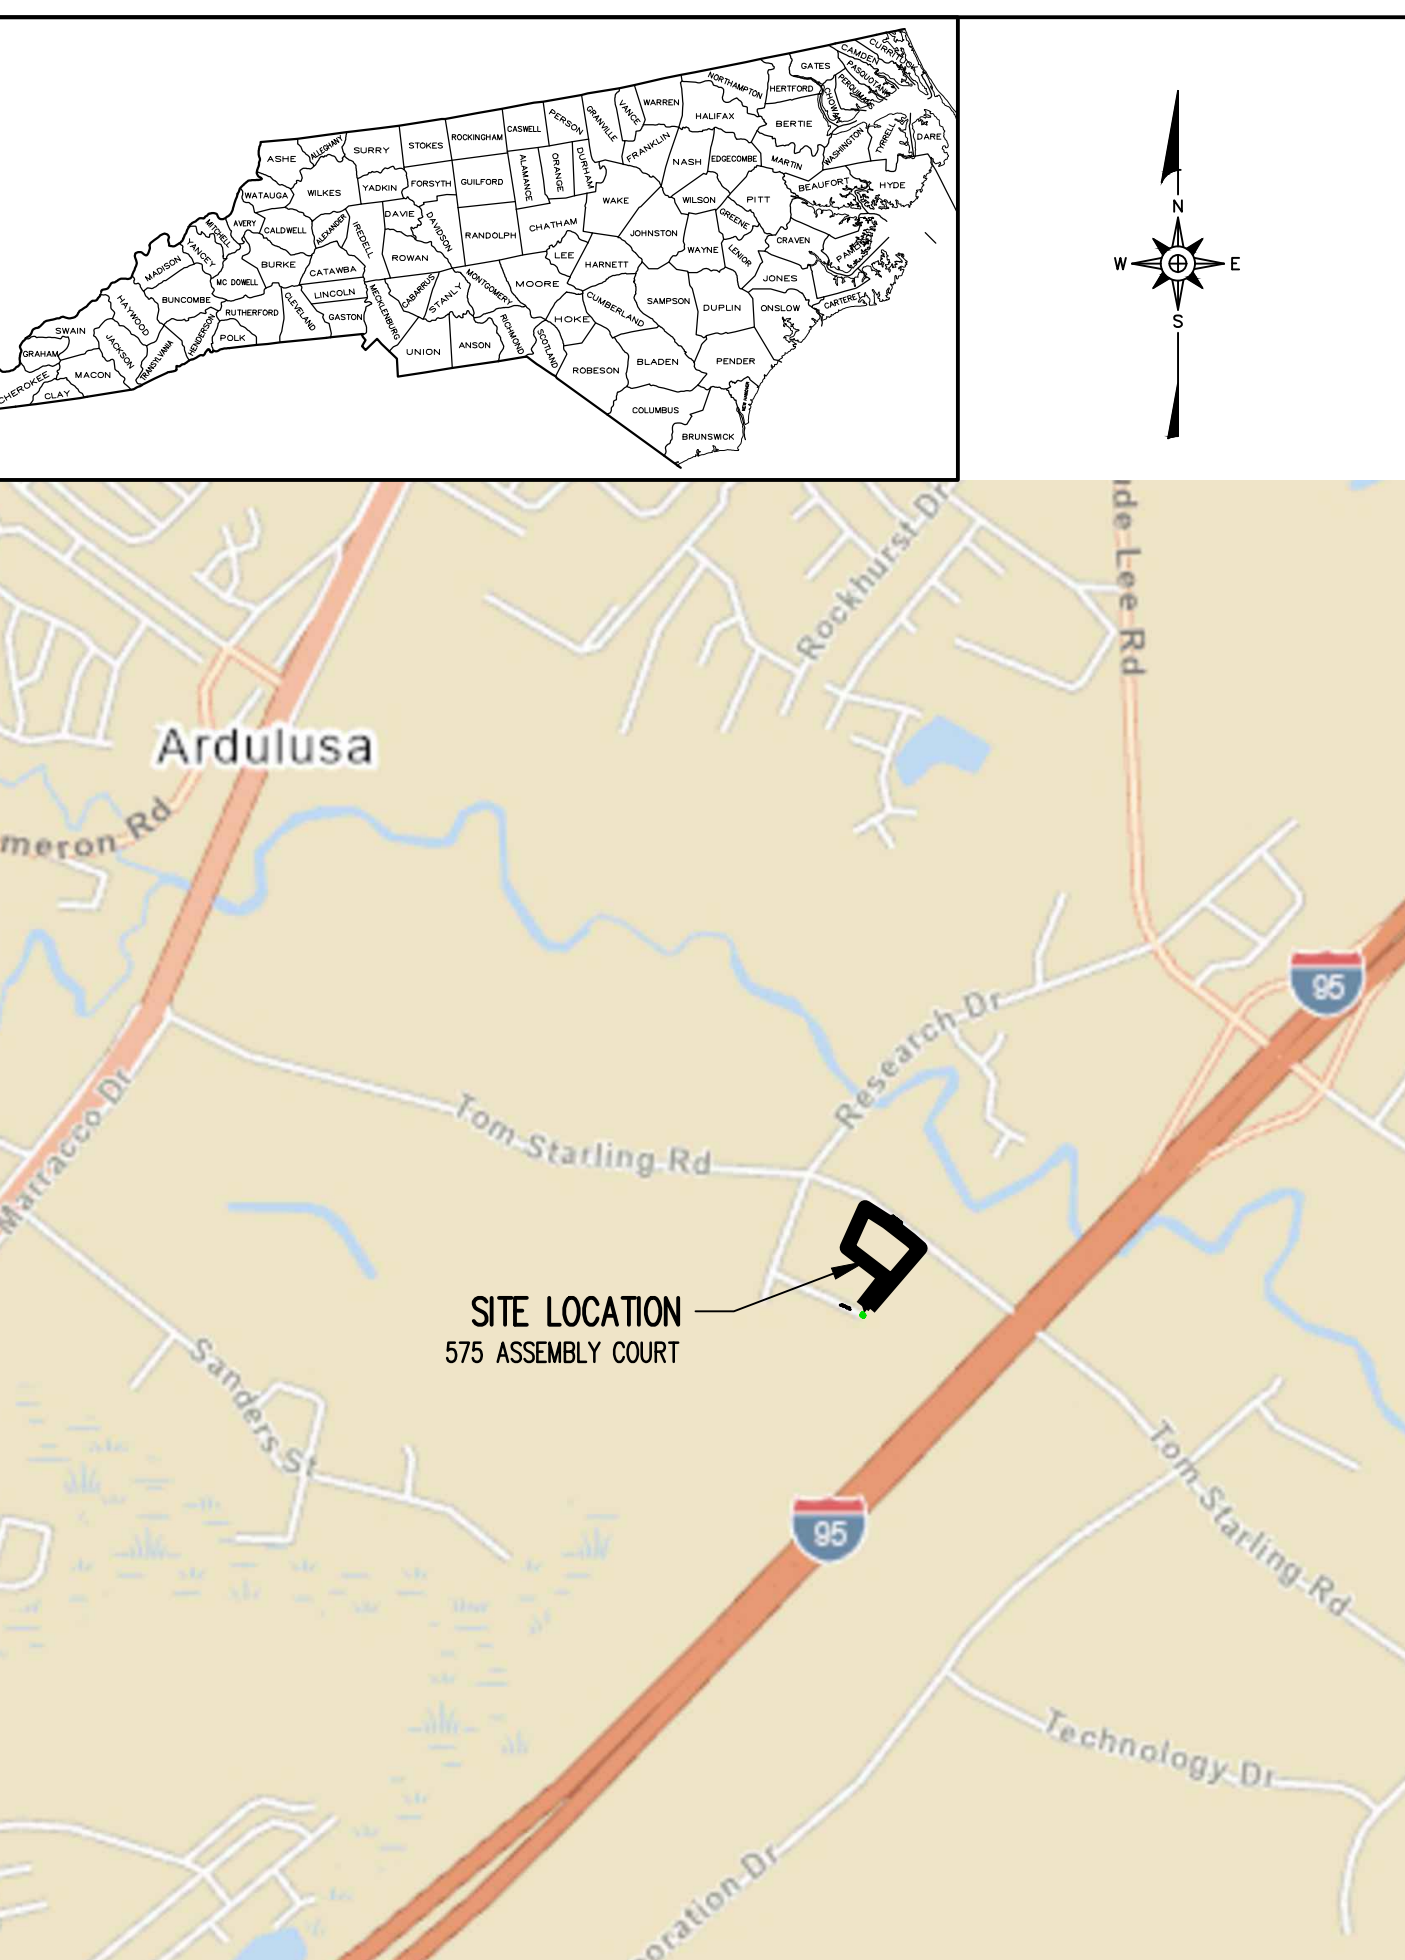 CURRITUCK
CAMDEN
GATES
PASQUOTANK
PERQUIMANS
NORTHAMPTON
HERTFORD
CHOWAN
WARREN
VANCE
GRANVILLE
PERSON
CASWELL
ROCKINGHAM
STOKES
SURRY
ALLEGHANY
ASHE
HALIFAX
BERTIE
WASHINGTON
TYRRELL
DARE
FRANKLIN
NASH
EDGECOMBE
MARTIN
DURHAM
ORANGE
ALAMANCE
GUILFORD
FORSYTH
YADKIN
WILKES
WATAUGA
WAKE
WILSON
PITT
BEAUFORT
HYDE
DAVIE
DAVIDSON
RANDOLPH
CHATHAM
JOHNSTON
GREENE
WAYNE
LENIOR
CRAVEN
MITCHELL
AVERY
CALDWELL
ALEXANDER
IREDELL
ROWAN
LEE
HARNETT
JONES
MADISON
YANCEY
MC DOWELL
BURKE
CATAWBA
LINCOLN
CABARRUS
STANLY
MONTGOMERY
MOORE
HOKE
CUMBERLAND
SAMPSON
DUPLIN
ONSLOW
CARTERET
HAYWOOD
BUNCOMBE
HENDERSON
RUTHERFORD
POLK
CLEVELAND
GASTON
MECKLENBURG
UNION
ANSON
RICHMOND
SCOTLAND
ROBESON
BLADEN
PENDER
SWAIN
GRAHAM
JACKSON
TRANSYLVANIA
CHEROKEE
MACON
CLAY
COLUMBUS
BRUNSWICK
N
W
E
S
Rockhurst Dr
ude Lee Rd
Ardulusa
meron Rd
95
Research Dr
Marracco Dr
Tom Starling Rd
SITE LOCATION
575 ASSEMBLY COURT
Sanders St
95
Tom Starling Rd
Technology Dr
oration Dr